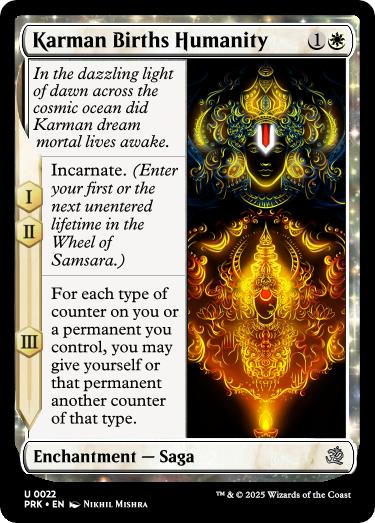 Karman Births Humanity 1
In the dazzling light
of dawn across the
cosmic ocean did
Karman dream
mortal lives awake.
I
II
Incarnate. (Enter
your first or the
next unentered
lifetime in the
Wheel of
Samsara.)
III
For each type of
counter on you or
a permanent you
control, you may
give yourself or
that permanent
another counter
of that type.
Enchantment — Saga
U 0022
PRK • EN Nikhil Mishra
™ & © 2025 Wizards of the Coast